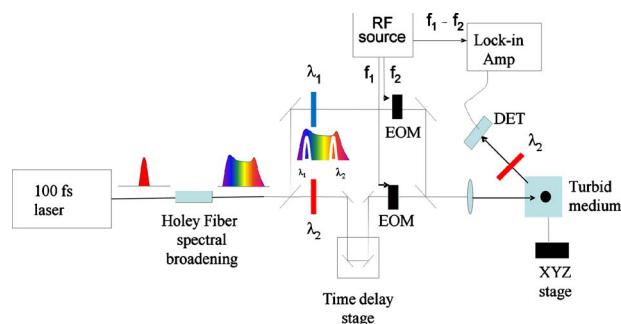 RF
source
f1 - f2
Lock-in
Amp
f1 f2
λ1
EOM
DET
λ2
λ1 λ2
100 fs
laser
Holey Fiber
spectral
broadening
λ2
EOM
Turbid
medium
Time delay
stage
XYZ
stage